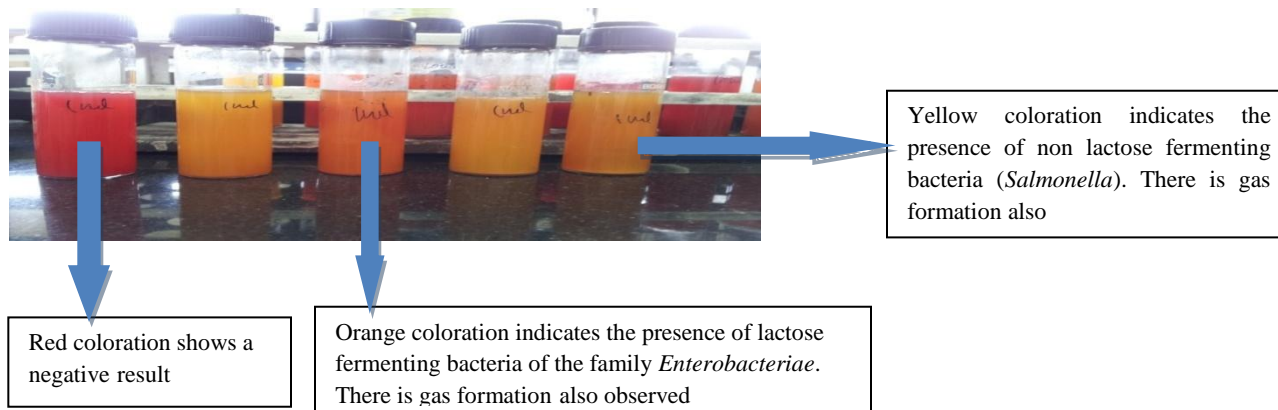 Yellow coloration indicates the
presence of non lactose fermenting
bacteria (Salmonella). There is gas
formation also
Red coloration shows a
negative result
Orange coloration indicates the presence of lactose
fermenting bacteria of the family Enterobacteriae.
There is gas formation also observed